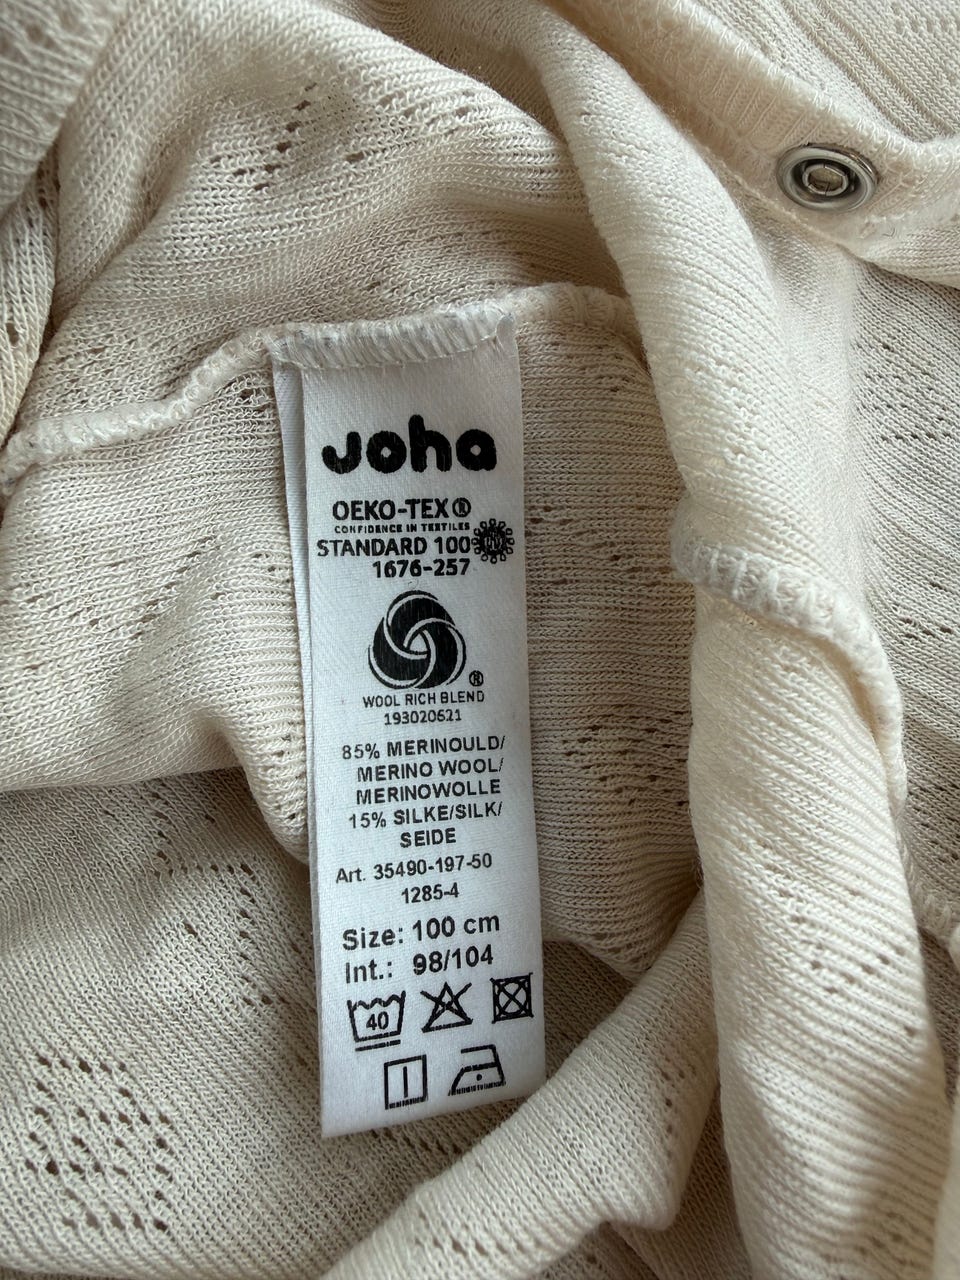 Joha
OEKO-TEX®
CONFIDENCE IN TEXTILES
STANDARD 100
1676-257
®
WOOL RICH BLEND
193020621
85% MERINOULD/
MERINO WOOL/
MERINOWOLLE
15% SILKE/SILK/
SEIDE
Art. 35490-197-50
1285-4
Size: 100 cm
Int.: 98/104
40